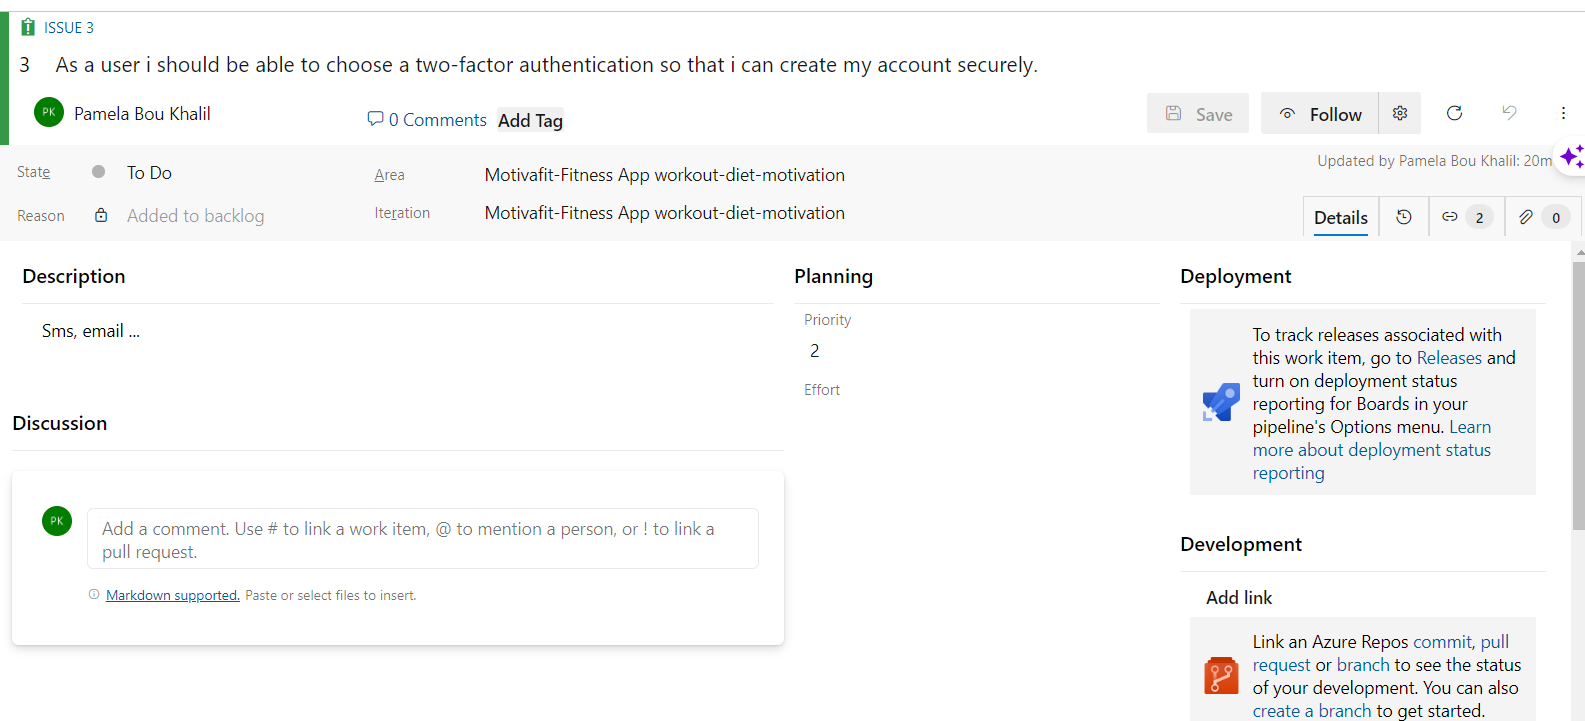 ISSUE 3
3 As a user i should be able to choose a two-factor authentication so that i can create my account securely.
PK Pamela Bou Khalil
0 Comments Add Tag
Save
Follow
State To Do
Area Motivafit-Fitness App workout-diet-motivation
Updated by Pamela Bou Khalil: 20m
Reason Added to backlog
Iteration Motivafit-Fitness App workout-diet-motivation
Details
2
0
Description
Sms, email ...
Discussion
PK
Add a comment. Use # to link a work item, @ to mention a person, or ! to link a
pull request.
Markdown supported. Paste or select files to insert.
Planning
Priority
2
Effort
Deployment
To track releases associated with
this work item, go to Releases and
turn on deployment status
reporting for Boards in your
pipeline's Options menu. Learn
more about deployment status
reporting
Development
Add link
Link an Azure Repos commit, pull
request or branch to see the status
of your development. You can also
create a branch to get started.